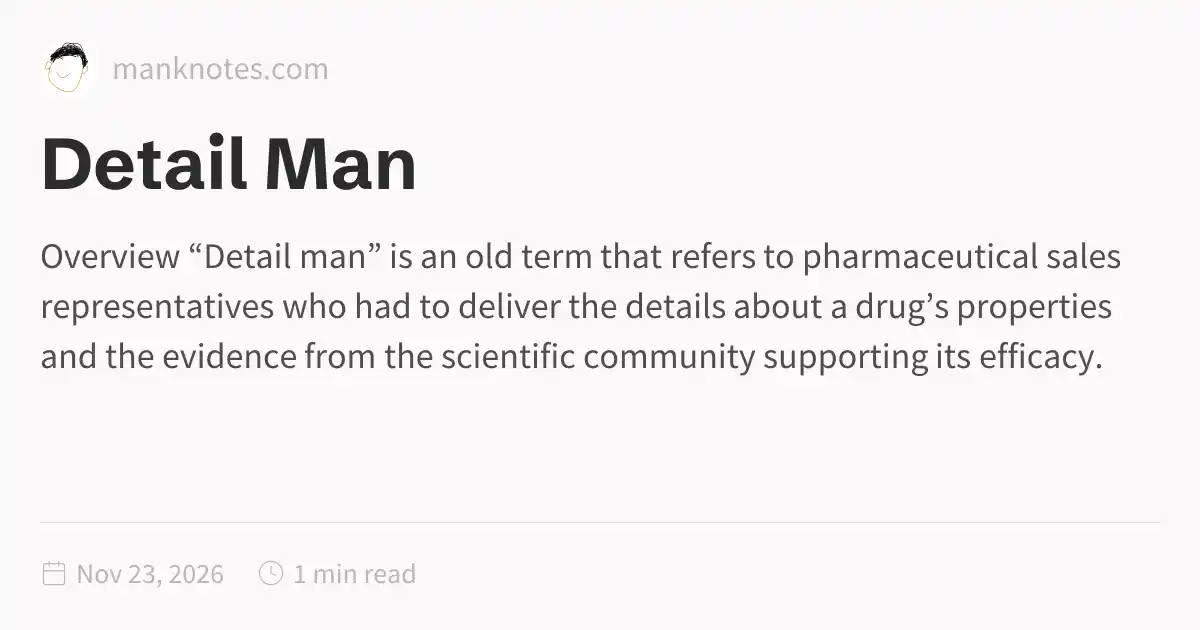 manknotes.com
Detail Man
Overview “Detail man” is an old term that refers to pharmaceutical sales
representatives who had to deliver the details about a drug’s properties
and the evidence from the scientific community supporting its efficacy.
Nov 23, 2026 1 min read